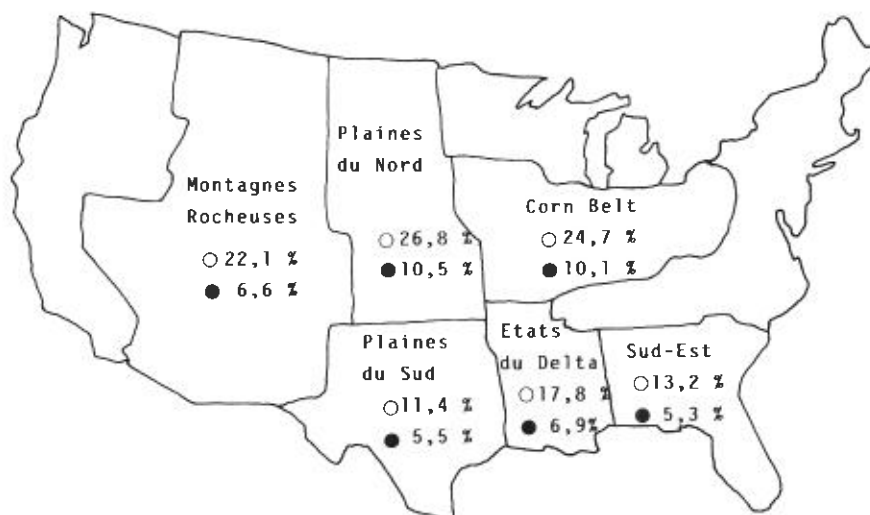 Plaines
du Nord
○ 26,8 %
● 10,5 %
Montagnes
Rocheuses
○ 22,1 %
● 6,6 %
Corn Belt
○ 24,7 %
● 10,1 %
Plaines
du Sud
○ 11,4 %
● 5,5 %
Etats
du Delta
○ 17,8 %
● 6,9%
Sud-Est
○ 13,2 %
● 5,3 %